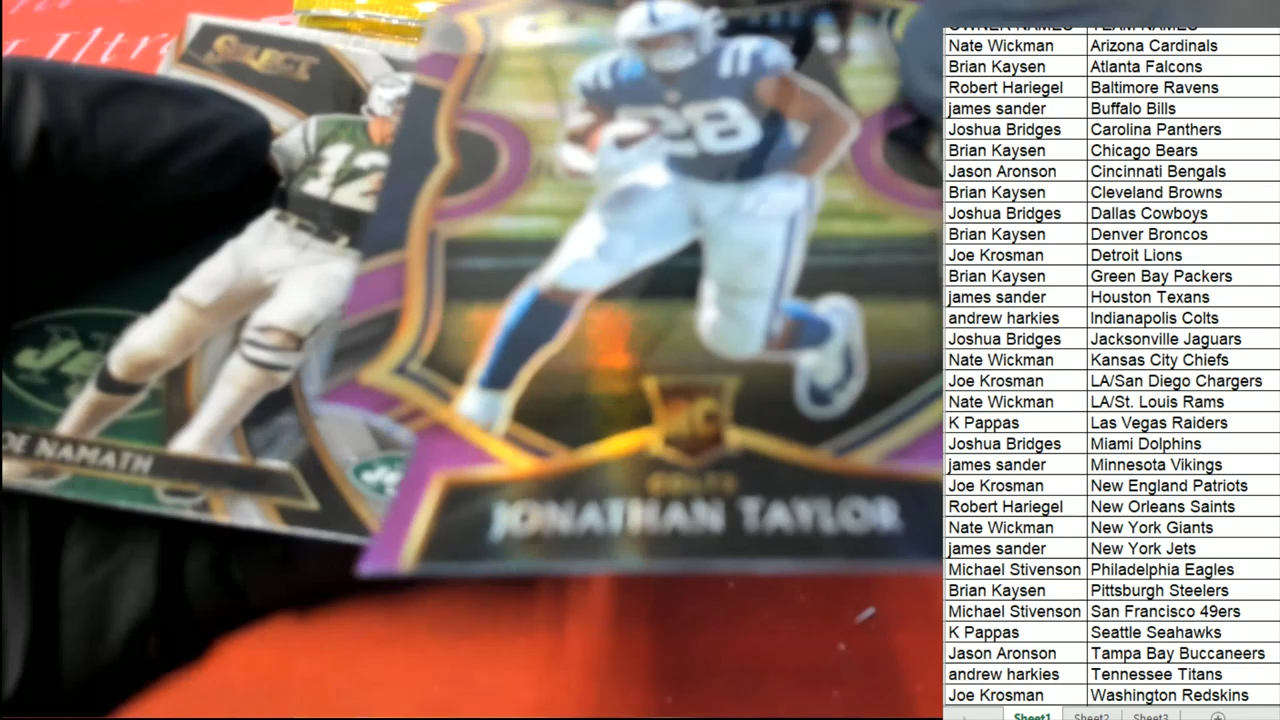 SELECT
12
28
JOE NAMATH
COLTS
JONATHAN TAYLOR
OWNER NAMES TEAM NAMES
Nate Wickman Arizona Cardinals
Brian Kaysen Atlanta Falcons
Robert Hariegel Baltimore Ravens
james sander Buffalo Bills
Joshua Bridges Carolina Panthers
Brian Kaysen Chicago Bears
Jason Aronson Cincinnati Bengals
Brian Kaysen Cleveland Browns
Joshua Bridges Dallas Cowboys
Brian Kaysen Denver Broncos
Joe Krosman Detroit Lions
Brian Kaysen Green Bay Packers
james sander Houston Texans
andrew harkies Indianapolis Colts
Joshua Bridges Jacksonville Jaguars
Nate Wickman Kansas City Chiefs
Joe Krosman LA/San Diego Chargers
Nate Wickman LA/St. Louis Rams
K Pappas Las Vegas Raiders
Joshua Bridges Miami Dolphins
james sander Minnesota Vikings
Joe Krosman New England Patriots
Robert Hariegel New Orleans Saints
Nate Wickman New York Giants
james sander New York Jets
Michael Stivenson Philadelphia Eagles
Brian Kaysen Pittsburgh Steelers
Michael Stivenson San Francisco 49ers
K Pappas Seattle Seahawks
Jason Aronson Tampa Bay Buccaneers
andrew harkies Tennessee Titans
Joe Krosman Washington Redskins
Sheet1 Sheet2 Sheet3